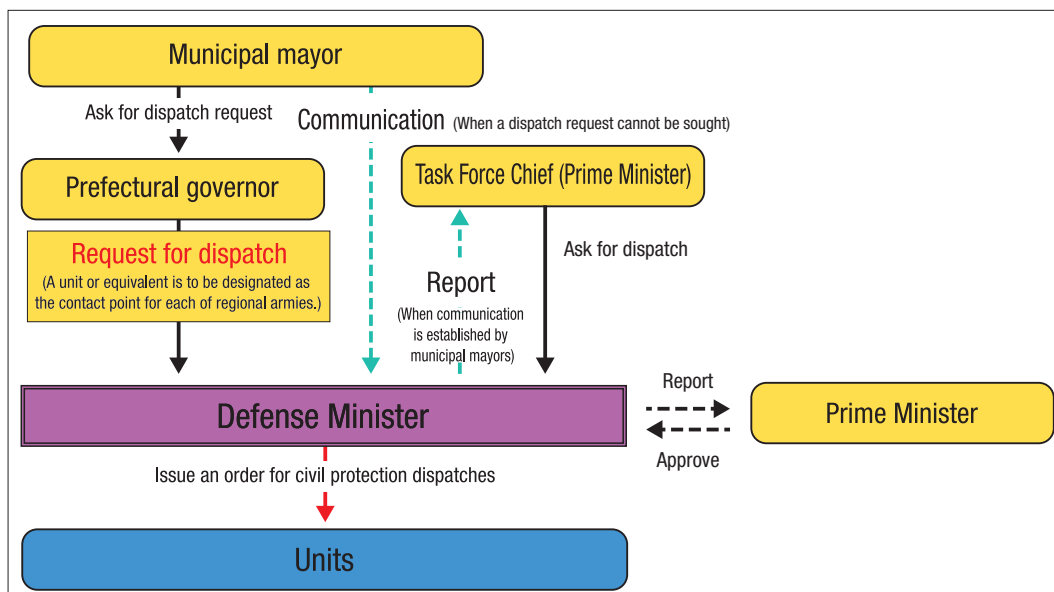 Municipal mayor
Ask for dispatch request
Communication (When a dispatch request cannot be sought)
Prefectural governor
Task Force Chief (Prime Minister)
Request for dispatch
(A unit or equivalent is to be designated as
the contact point for each of regional armies.)
Ask for dispatch
Report
(When communication
is established by
municipal mayors)
Defense Minister
Report
Approve
Prime Minister
Issue an order for civil protection dispatches
Units